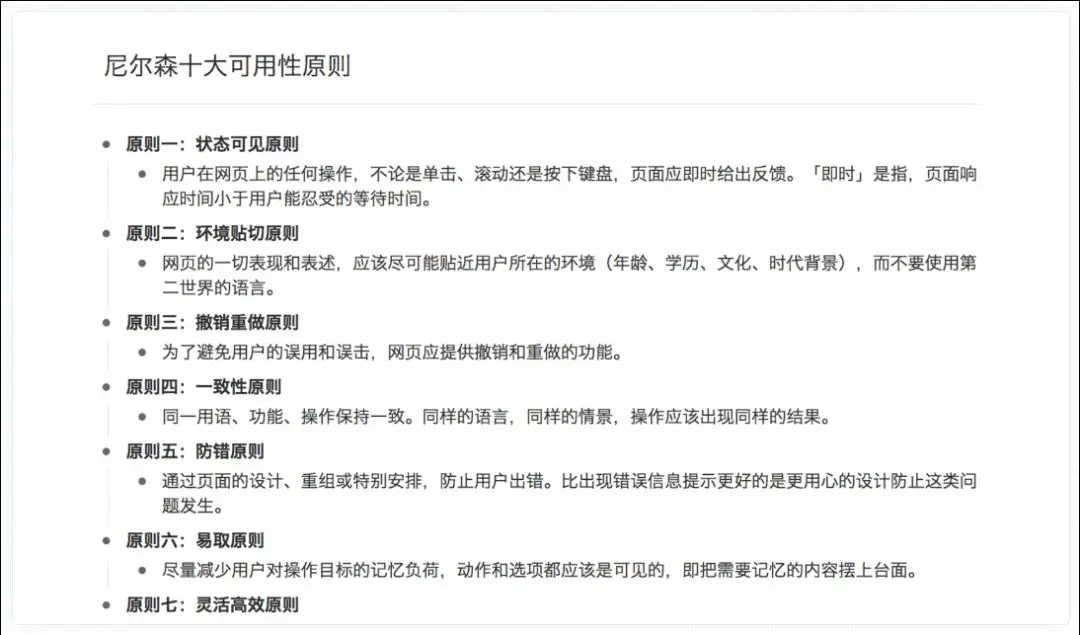 尼尔森十大可用性原则
原则一：状态可见原则
用户在网页上的任何操作，不论是单击、滚动还是按下键盘，页面应即时给出反馈。「即时」是指，页面响
应时间小于用户能忍受的等待时间。
原则二：环境贴切原则
网页的一切表现和表述，应该尽可能贴近用户所在的环境（年龄、学历、文化、时代背景），而不要使用第
二世界的语言。
原则三：撤销重做原则
为了避免用户的误用和误击，网页应提供撤销和重做的功能。
原则四：一致性原则
同一用语、功能、操作保持一致。同样的语言，同样的情景，操作应该出现同样的结果。
原则五：防错原则
通过页面的设计、重组或特别安排，防止用户出错。比出现错误信息提示更好的是更用心的设计防止这类问
题发生。
原则六：易取原则
尽量减少用户对操作目标的记忆负荷，动作和选项都应该是可见的，即把需要记忆的内容摆上台面。
原则七：灵活高效原则